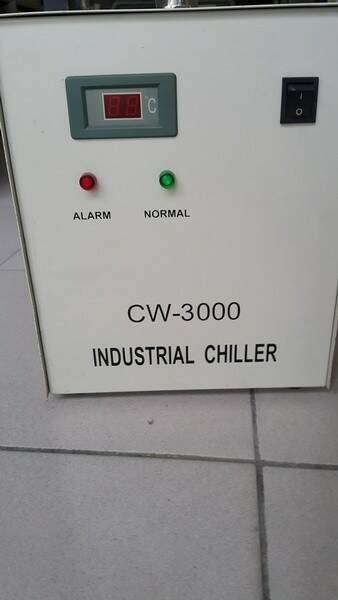 °C
ALARM NORMAL
CW-3000
INDUSTRIAL CHILLER